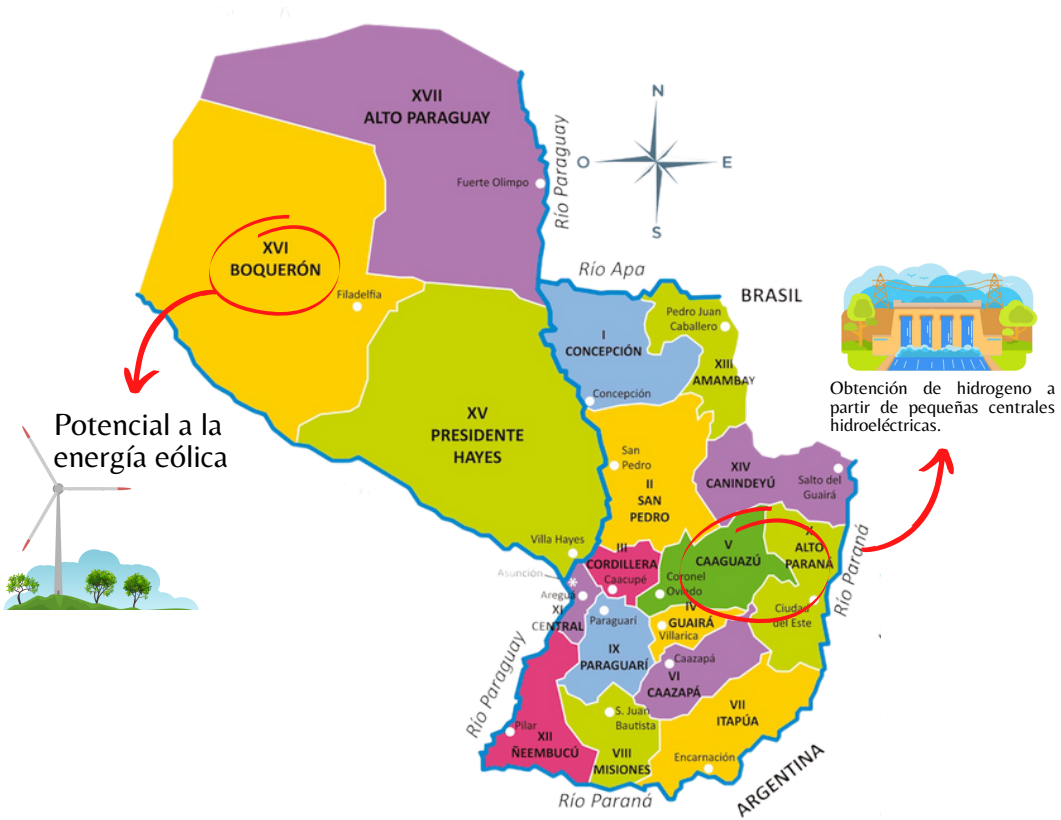 XVII
ALTO PARAGUAY
Fuerte Olimpo
Río Paraguay
N
O
E
S
XVI
BOQUERÓN
Filadelfia
Río Apa
BRASIL
Pedro Juan
Caballero
I
CONCEPCIÓN
XIII
AMAMBAY
Concepción
Obtención de hidrogeno a
partir de pequeñas centrales
hidroeléctricas.
Potencial a la
energía eólica
XV
PRESIDENTE
HAYES
San
Pedro
II
SAN
PEDRO
XIV
CANINDEYÚ
Salto del
Guairá
Villa Hayes
III
CORDILLERA
Caacupé
V
CAAGUAZÚ
Coronel
Oviedo
X
ALTO
PARANÁ
Río Paraná
Ciudad
del Este
Asunción
*
Areguá
XI
CENTRAL
Paraguarí
IX
PARAGUARÍ
IV
GUAIRÁ
Villarica
Caazapá
VI
CAAZAPÁ
Río Paraguay
Pilar
XII
ÑEEMBUCÚ
S. Juan
Bautista
VIII
MISIONES
VII
ITAPÚA
Encarnación
Río Paraná
ARGENTINA